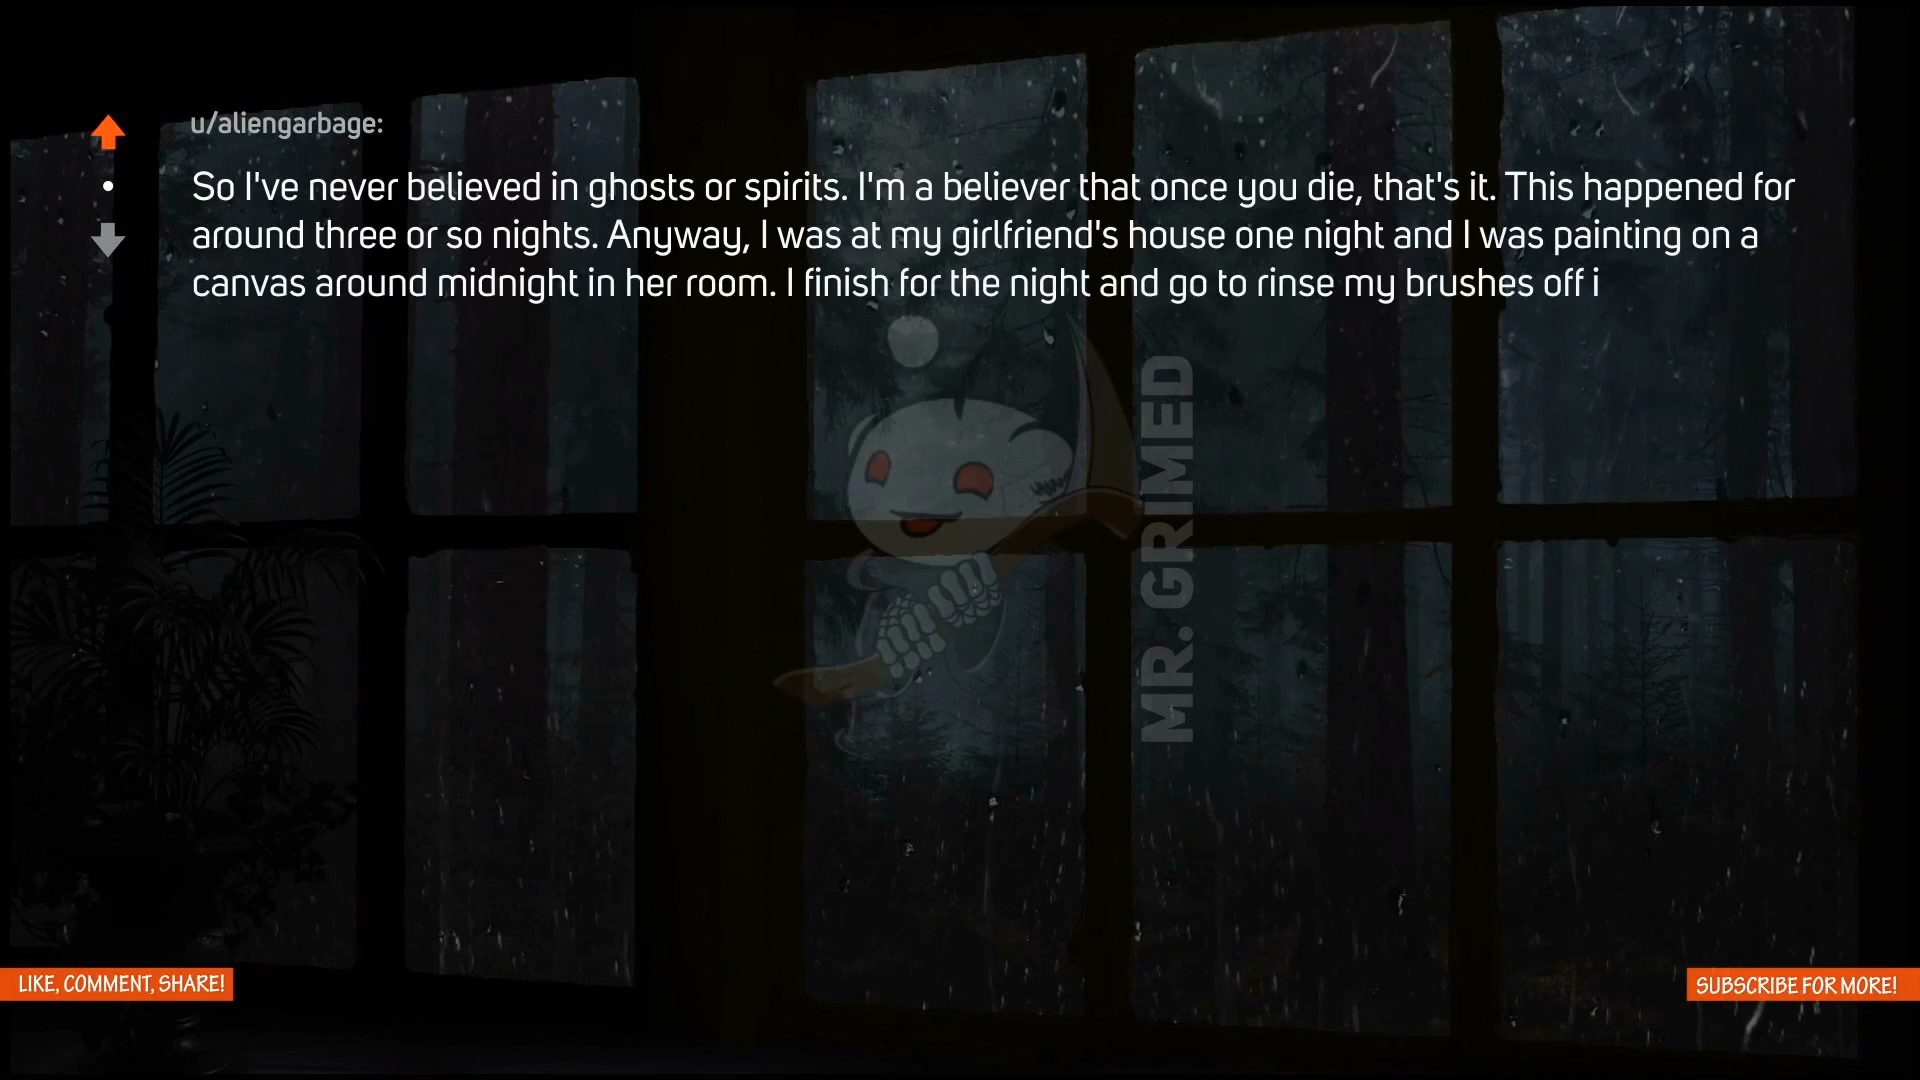 u/aliengarbage:
So I've never believed in ghosts or spirits. I'm a believer that once you die, that's it. This happened for
around three or so nights. Anyway, I was at my girlfriend's house one night and I was painting on a
canvas around midnight in her room. I finish for the night and go to rinse my brushes off i
MR. GRIMED
LIKE, COMMENT, SHARE!
SUBSCRIBE FOR MORE!